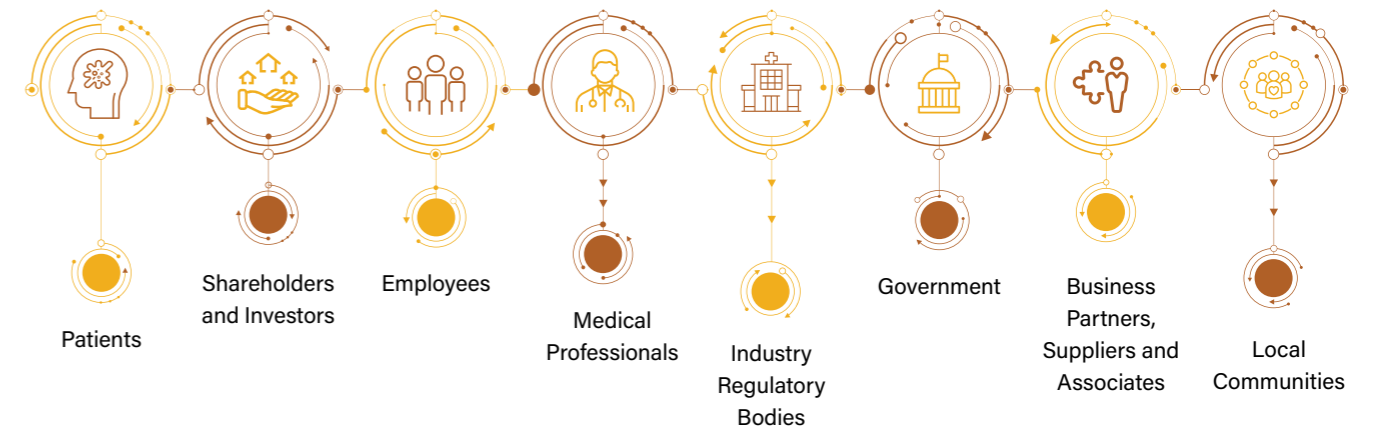 Patients
Shareholders
and Investors
Employees
Medical
Professionals
Industry
Regulatory
Bodies
Government
Business
Partners,
Suppliers and
Associates
Local
Communities